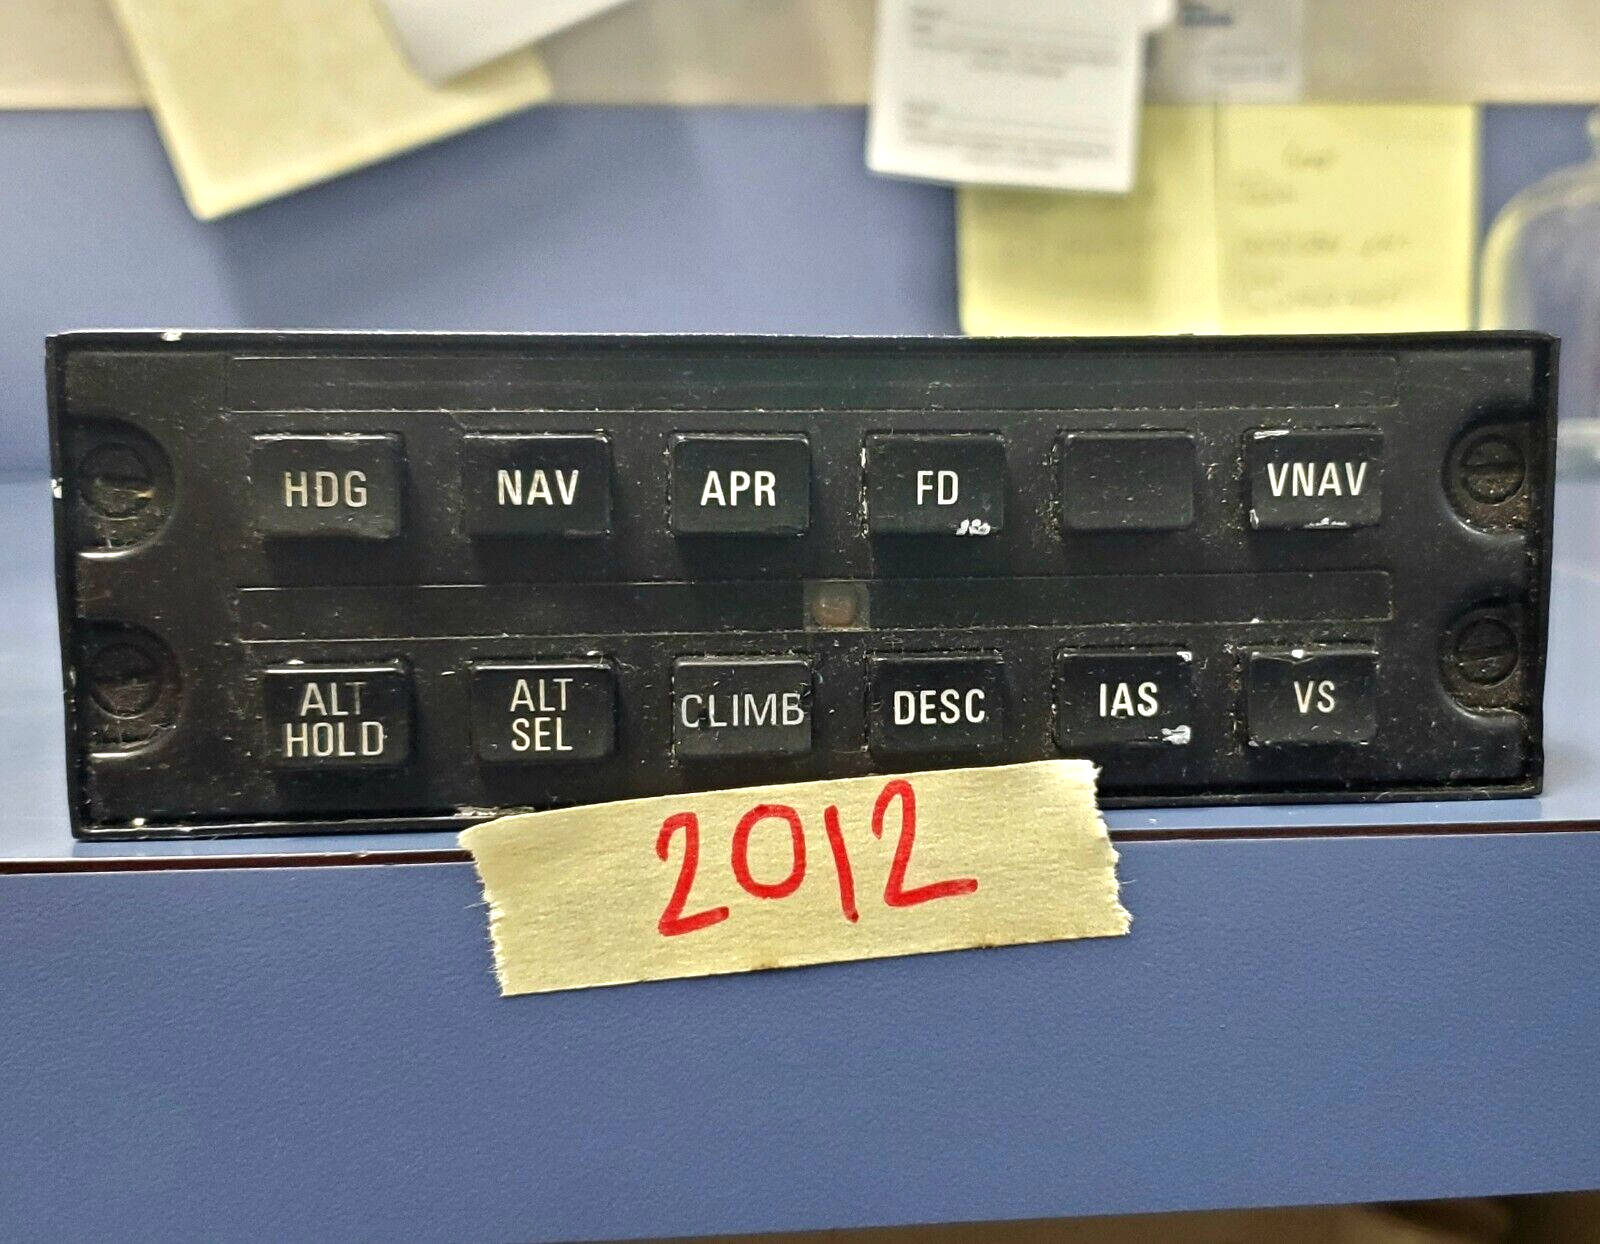 HDG NAV APR FD VNAV
ALT HOLD ALT SEL CLIMB DESC IAS VS
2012